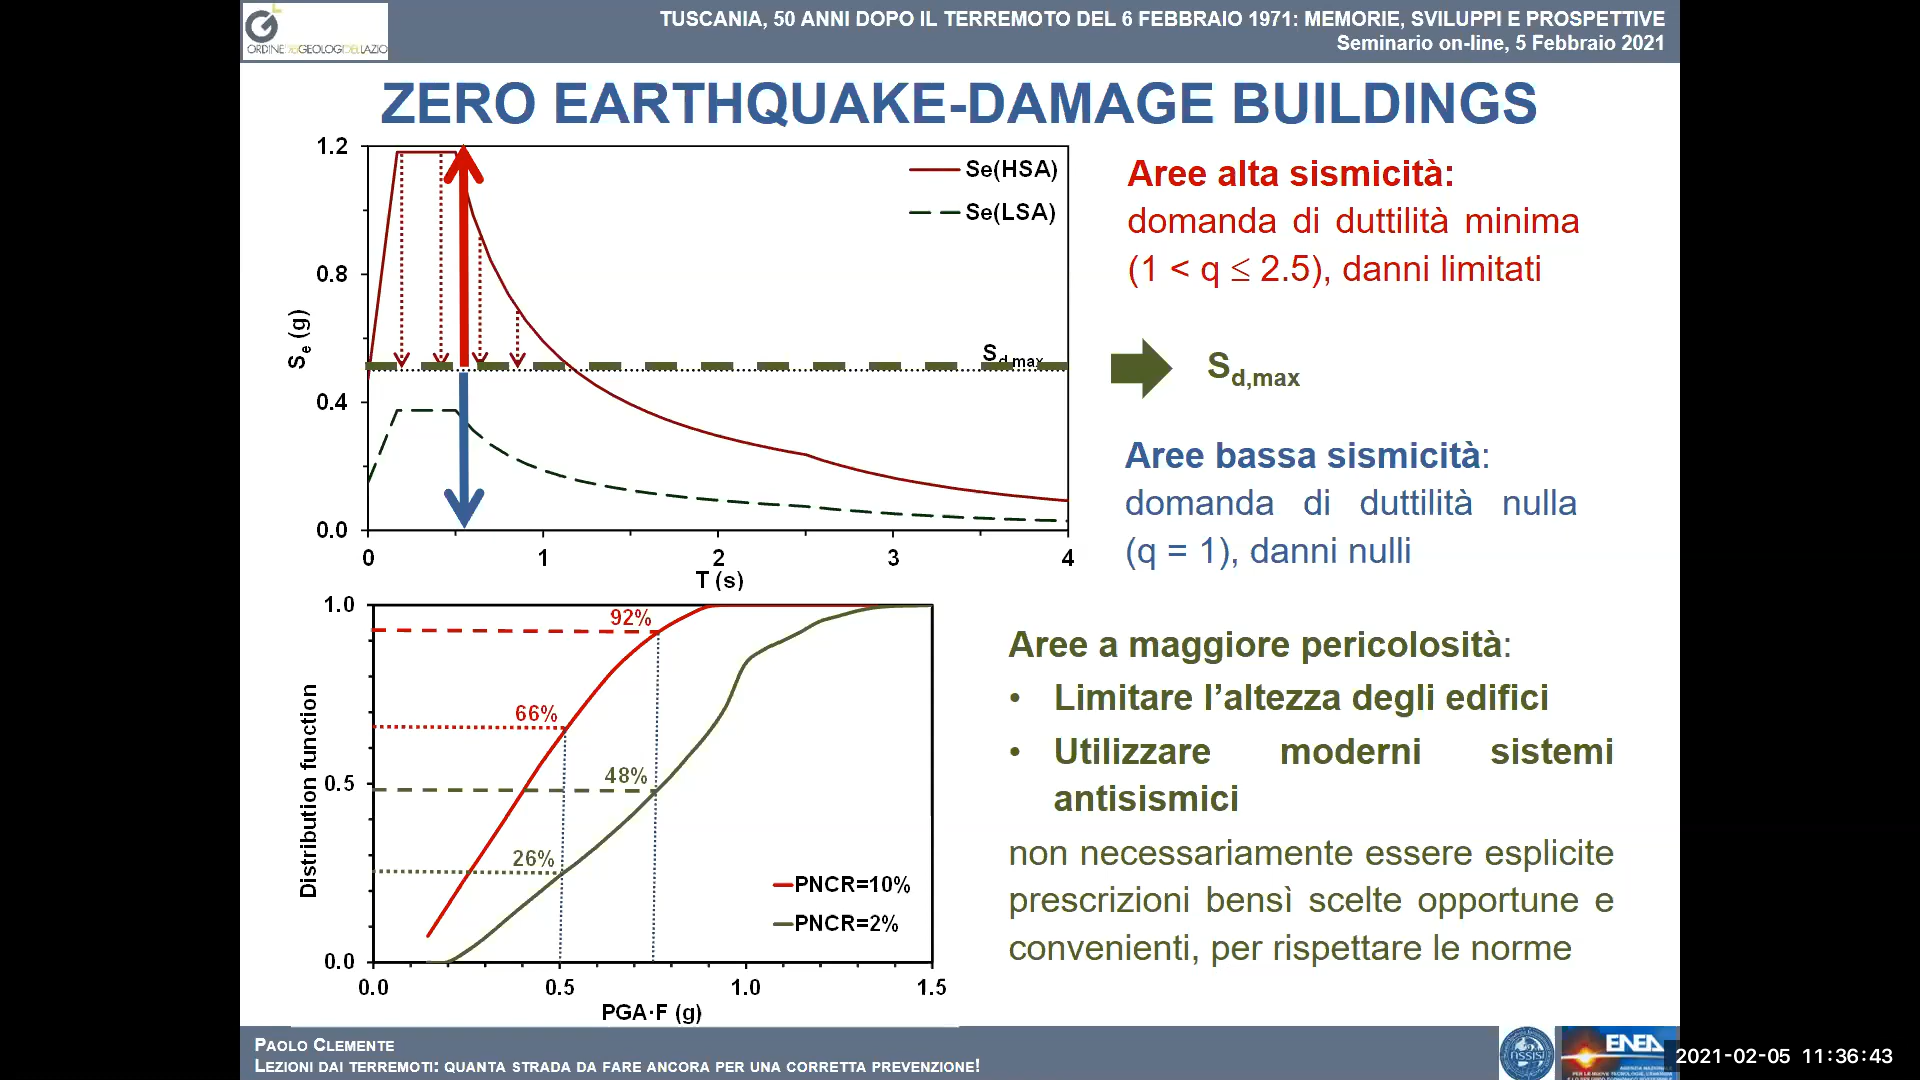 ORDINE DEI GEOLOGI DEL LAZIO
TUSCANIA, 50 ANNI DOPO IL TERREMOTO DEL 6 FEBBRAIO 1971: MEMORIE, SVILUPPI E PROSPETTIVE
Seminario on-line, 5 Febbraio 2021
ZERO EARTHQUAKE-DAMAGE BUILDINGS
1.2
0.8
0.4
0.0
Se (g)
Se(HSA)
Se(LSA)
Sd,max
0 1 2 3 4
T (s)
Aree alta sismicità:
domanda di duttilità minima
(1 < q ≤ 2.5), danni limitati
Sd,max
Aree bassa sismicità:
domanda di duttilità nulla
(q = 1), danni nulli
1.0
0.5
0.0
Distribution function
92%
66%
48%
26%
PNCR=10%
PNCR=2%
0.0 0.5 1.0 1.5
PGA·F (g)
Aree a maggiore pericolosità:
• Limitare l’altezza degli edifici
• Utilizzare moderni sistemi
antisismici
non necessariamente essere esplicite
prescrizioni bensì scelte opportune e
convenienti, per rispettare le norme
PAOLO CLEMENTE
LEZIONI DAI TERREMOTI: QUANTA STRADA DA FARE ANCORA PER UNA CORRETTA PREVENZIONE!
ENEA
2021-02-05 11:36:43